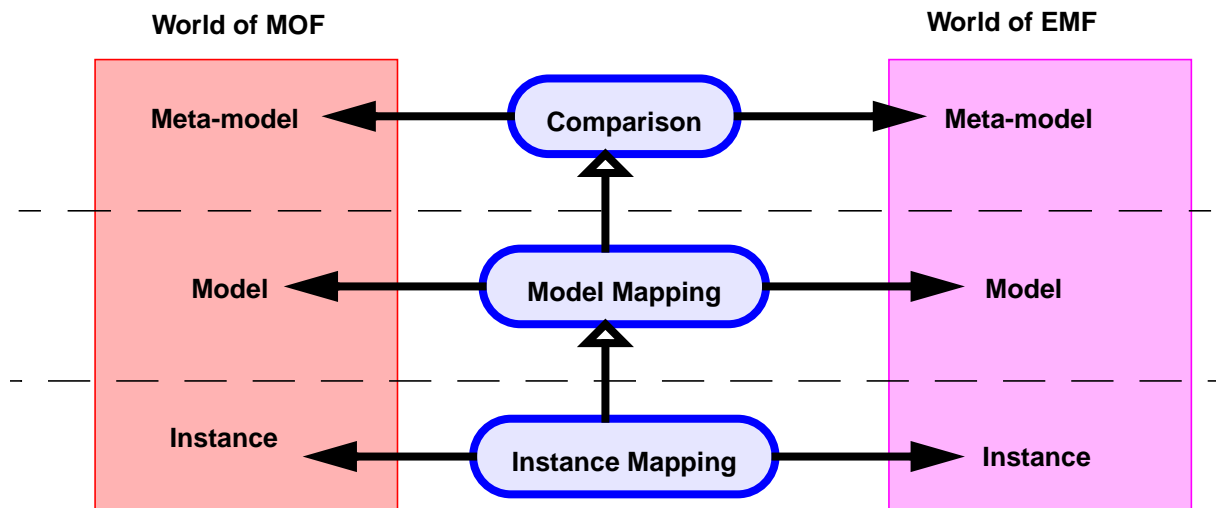 World of MOF
World of EMF
Meta-model
Comparison
Meta-model
Model
Model Mapping
Model
Instance
Instance Mapping
Instance